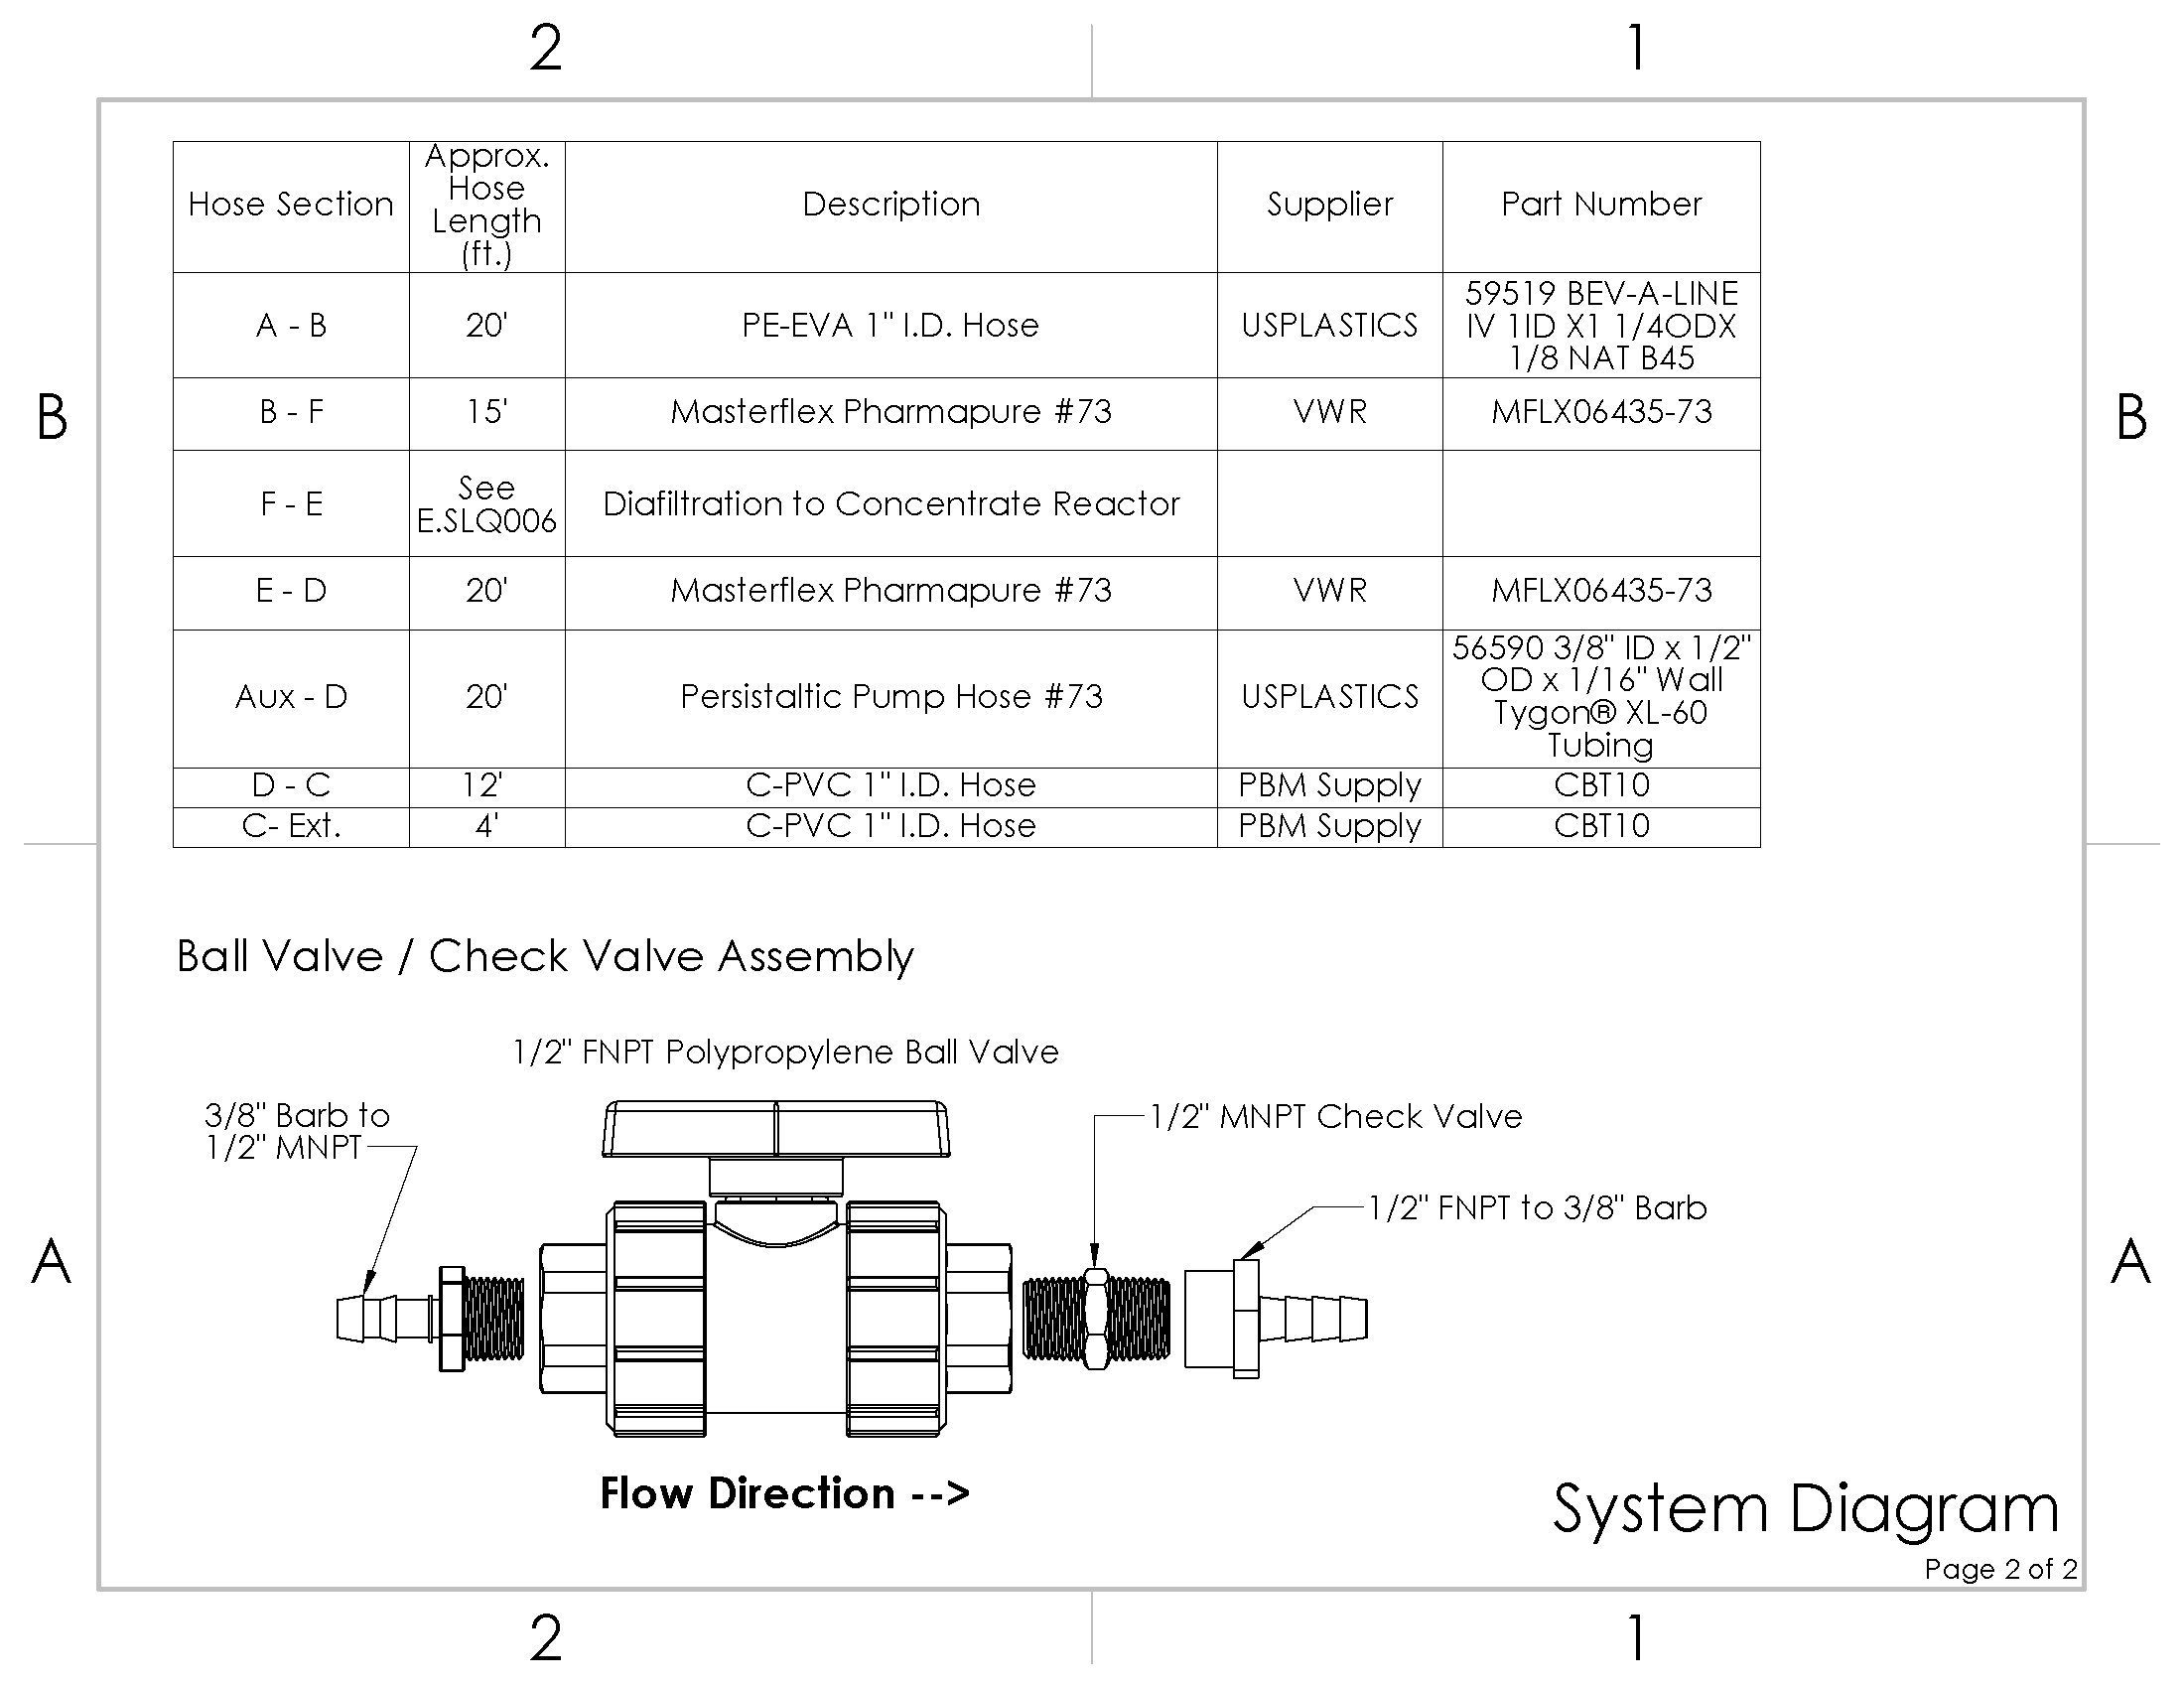 2
1
B
B
Hose Section
Approx.
Hose
Length
(ft.)
Description
Supplier
Part Number
A - B
20'
PE-EVA 1" I.D. Hose
USPLASTICS
59519 BEV-A-LINE
IV 1ID X1 1/4ODX
1/8 NAT B45
B - F
15'
Masterflex Pharmapure #73
VWR
MFLX06435-73
F - E
See
E.SLQ006
Diafiltration to Concentrate Reactor
E - D
20'
Masterflex Pharmapure #73
VWR
MFLX06435-73
Aux - D
20'
Persistaltic Pump Hose #73
USPLASTICS
56590 3/8" ID x 1/2"
OD x 1/16" Wall
Tygon® XL-60
Tubing
D - C
12'
C-PVC 1" I.D. Hose
PBM Supply
CBT10
C- Ext.
4'
C-PVC 1" I.D. Hose
PBM Supply
CBT10
Ball Valve / Check Valve Assembly
1/2" FNPT Polypropylene Ball Valve
3/8" Barb to
1/2" MNPT
1/2" MNPT Check Valve
1/2" FNPT to 3/8" Barb
A
A
Flow Direction -->
System Diagram
Page 2 of 2
2
1